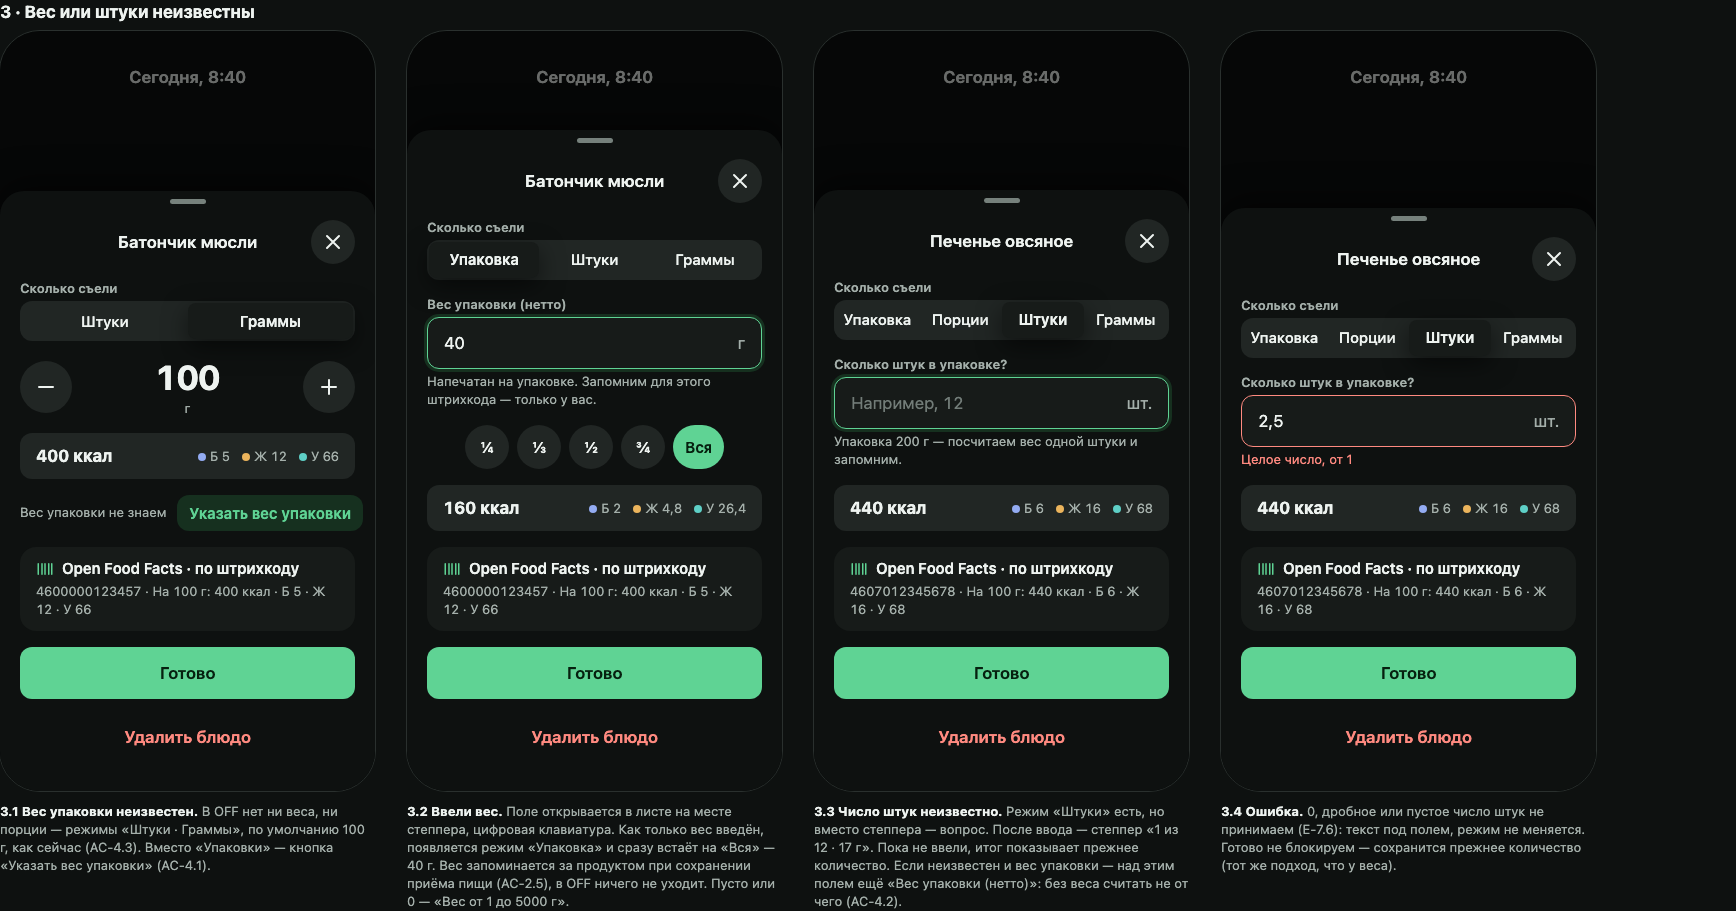 3 · Вес или штуки неизвестны
Сегодня, 8:40
Батончик мюсли
Сколько съели
Штуки Граммы
100
г
400 ккал Б 5 Ж 12 У 66
Вес упаковки не знаем Указать вес упаковки
Open Food Facts · по штрихкоду
4600000123457 · На 100 г: 400 ккал · Б 5 · Ж
12 · У 66
Готово
Удалить блюдо
3.1 Вес упаковки неизвестен. В OFF нет ни веса, ни
порции — режимы «Штуки · Граммы», по умолчанию 100
г, как сейчас (AC-4.3). Вместо «Упаковки» — кнопка
«Указать вес упаковки» (AC-4.1).
Сегодня, 8:40
Батончик мюсли
Сколько съели
Упаковка Штуки Граммы
Вес упаковки (нетто)
40 г
Напечатан на упаковке. Запомним для этого
штрихкода — только у вас.
¼ ⅓ ½ ¾ Вся
160 ккал Б 2 Ж 4,8 У 26,4
Open Food Facts · по штрихкоду
4600000123457 · На 100 г: 400 ккал · Б 5 · Ж
12 · У 66
Готово
Удалить блюдо
3.2 Ввели вес. Поле открывается в листе на месте
степпера, цифровая клавиатура. Как только вес введён,
появляется режим «Упаковка» и сразу встаёт на «Вся» —
40 г. Вес запоминается за продуктом при сохранении
приёма пищи (AC-2.5), в OFF ничего не уходит. Пусто или
0 — «Вес от 1 до 5000 г».
Сегодня, 8:40
Печенье овсяное
Сколько съели
Упаковка Порции Штуки Граммы
Сколько штук в упаковке?
Например, 12 шт.
Упаковка 200 г — посчитаем вес одной штуки и
запомним.
440 ккал Б 6 Ж 16 У 68
Open Food Facts · по штрихкоду
4607012345678 · На 100 г: 440 ккал · Б 6 · Ж
16 · У 68
Готово
Удалить блюдо
3.3 Число штук неизвестно. Режим «Штуки» есть, но
вместо степпера — вопрос. После ввода — степпер «1 из
12 · 17 г». Пока не ввели, итог показывает прежнее
количество. Если неизвестен и вес упаковки — над этим
полем ещё «Вес упаковки (нетто)»: без веса считать не от
чего (AC-4.2).
Сегодня, 8:40
Печенье овсяное
Сколько съели
Упаковка Порции Штуки Граммы
Сколько штук в упаковке?
2,5 шт.
Целое число, от 1
440 ккал Б 6 Ж 16 У 68
Open Food Facts · по штрихкоду
4607012345678 · На 100 г: 440 ккал · Б 6 · Ж
16 · У 68
Готово
Удалить блюдо
3.4 Ошибка. 0, дробное или пустое число штук не
принимаем (E-7.6): текст под полем, режим не меняется.
Готово не блокируем — сохранится прежнее количество
(тот же подход, что у веса).